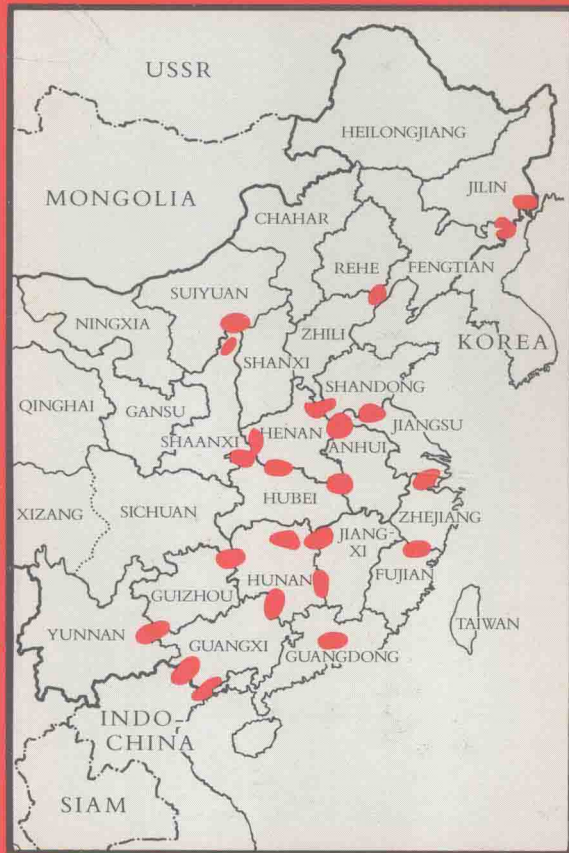 USSR
HEILONGJIANG
MONGOLIA
JILIN
CHAHAR
REHE
FENGTIAN
SUIYUAN
NINGXIA
ZHILI
SHANXI
KOREA
SHANDONG
QINGHAI
GANSU
JIANGSU
HENAN
SHAANXI
ANHUI
HUBEI
XIZANG
SICHUAN
ZHEJIANG
JIANG-
XI
HUNAN
FUJIAN
GUIZHOU
TAIWAN
YUNNAN
GUANGXI
GUANGDONG
INDO-
CHINA
SIAM